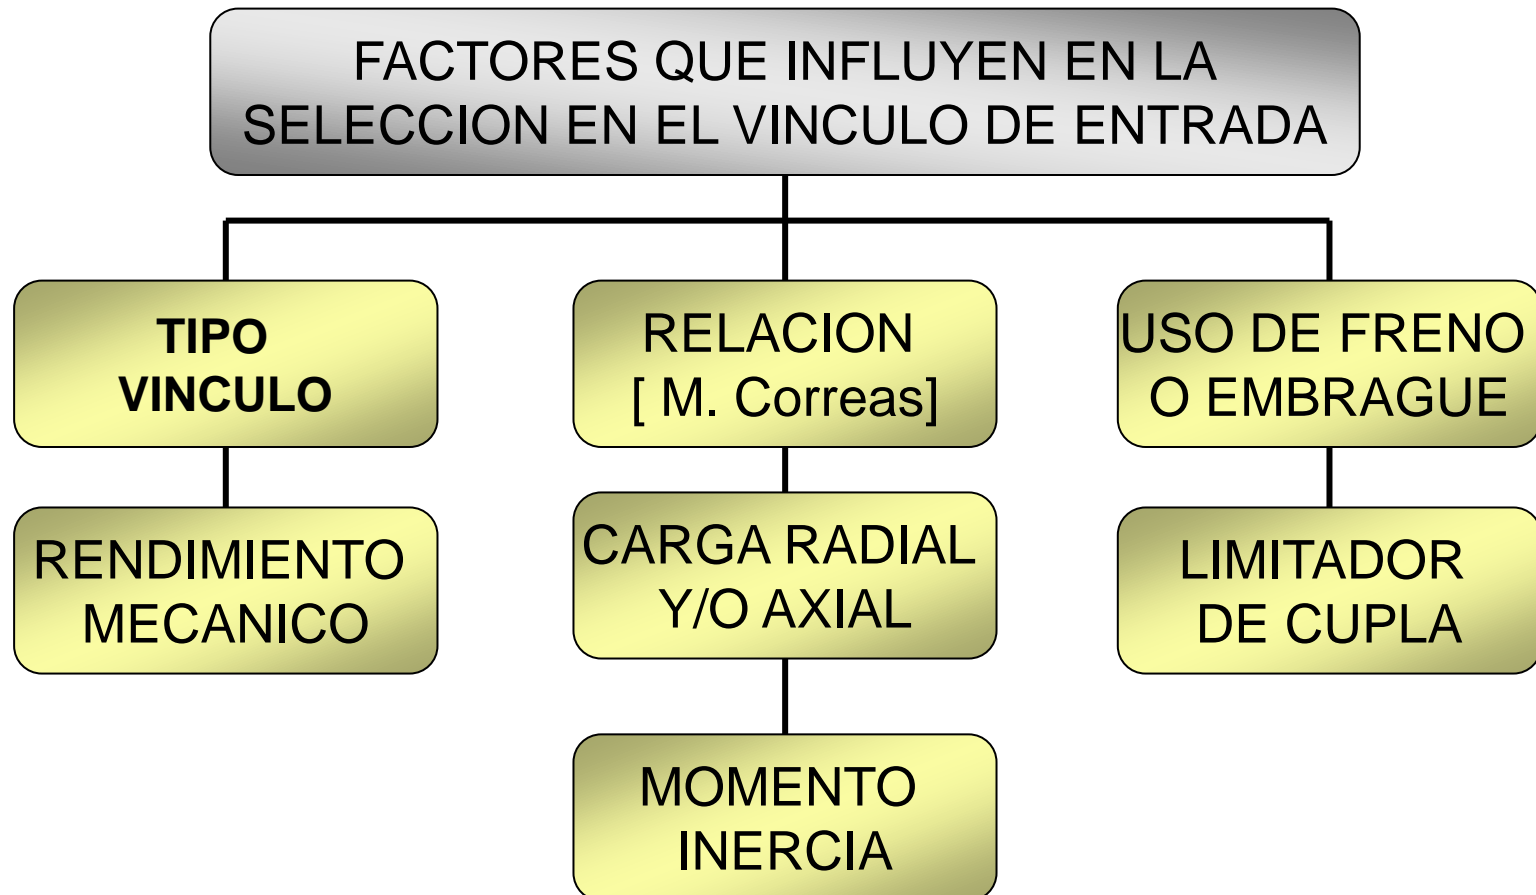 FACTORES QUE INFLUYEN EN LA
SELECCION EN EL VINCULO DE ENTRADA
TIPO
VINCULO
RELACION
[ M. Correas]
USO DE FRENO
O EMBRAGUE
RENDIMIENTO
MECANICO
CARGA RADIAL
Y/O AXIAL
LIMITADOR
DE CUPLA
MOMENTO
INERCIA